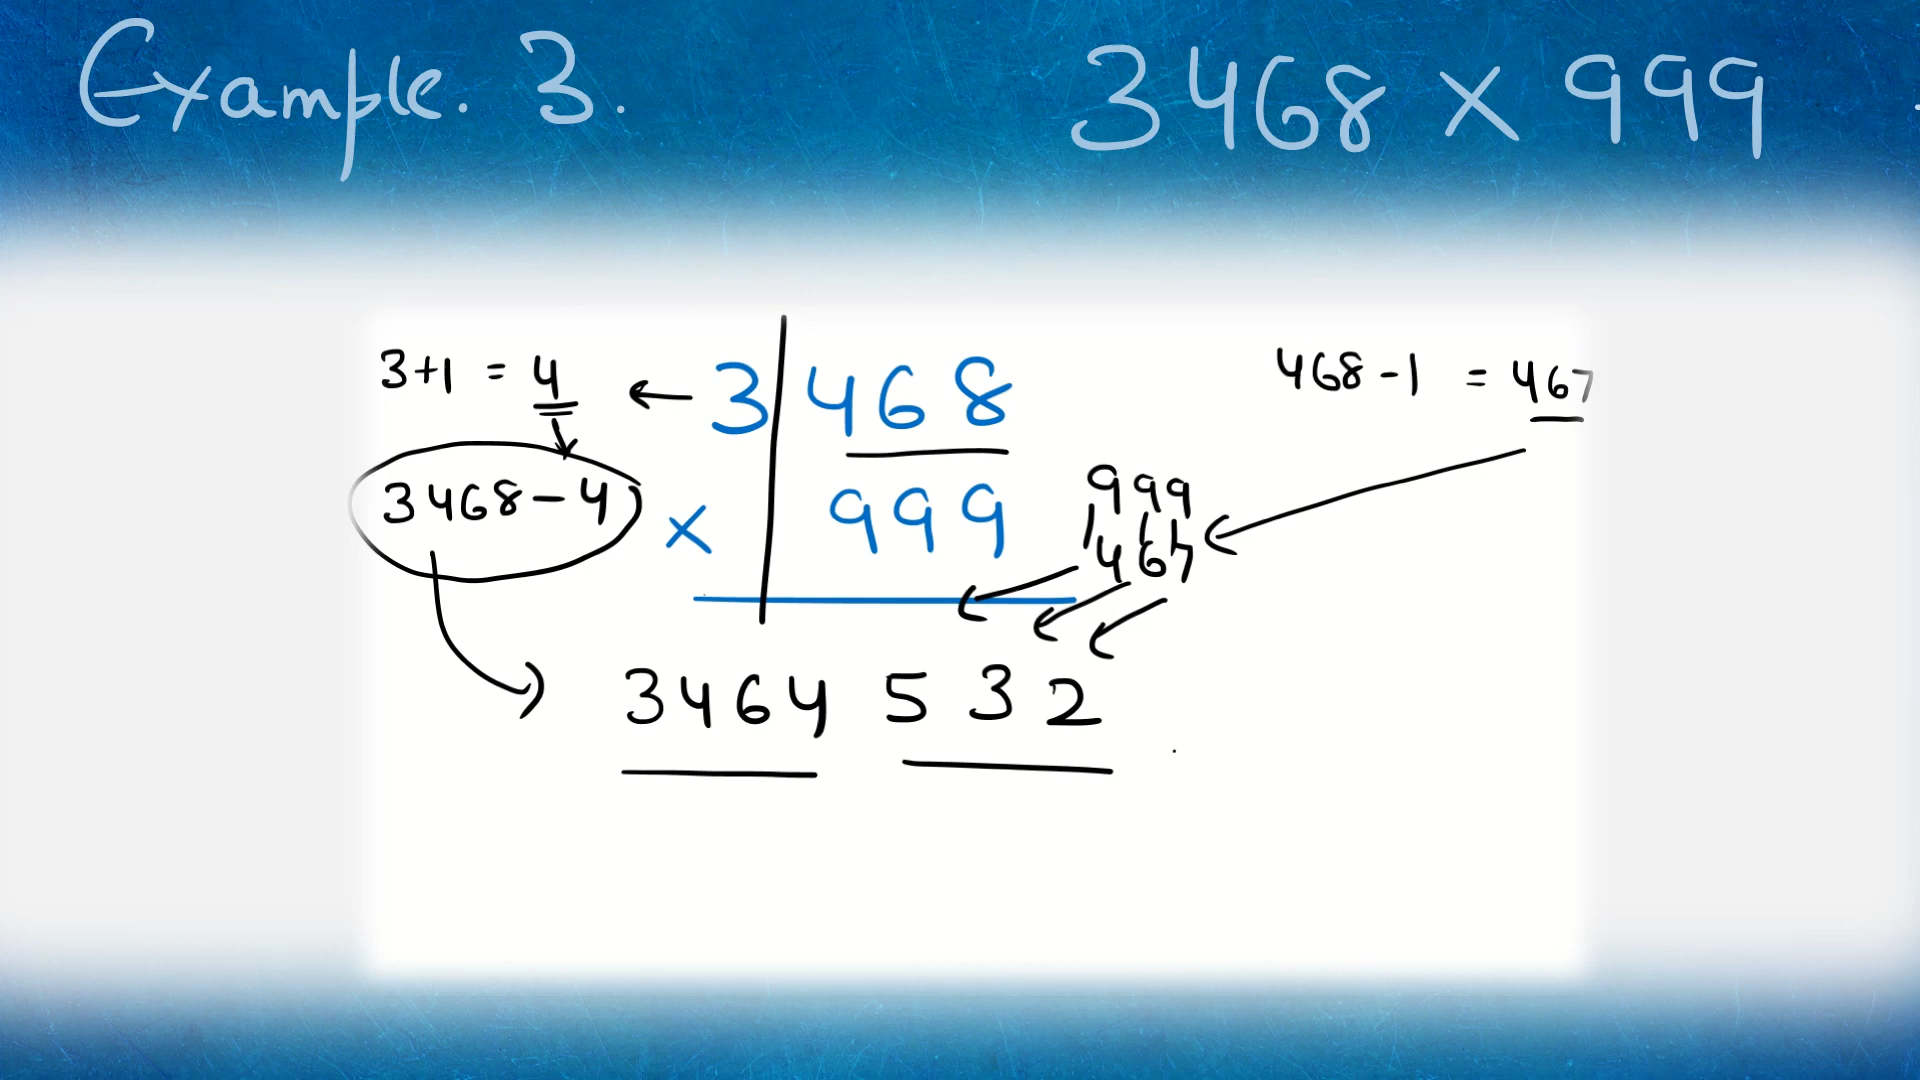 Example. 3.
3468 × 999
3+1 = 4
← 3 | 468
468 - 1 = 467
3468 - 4
× 999
999
467
3464 532